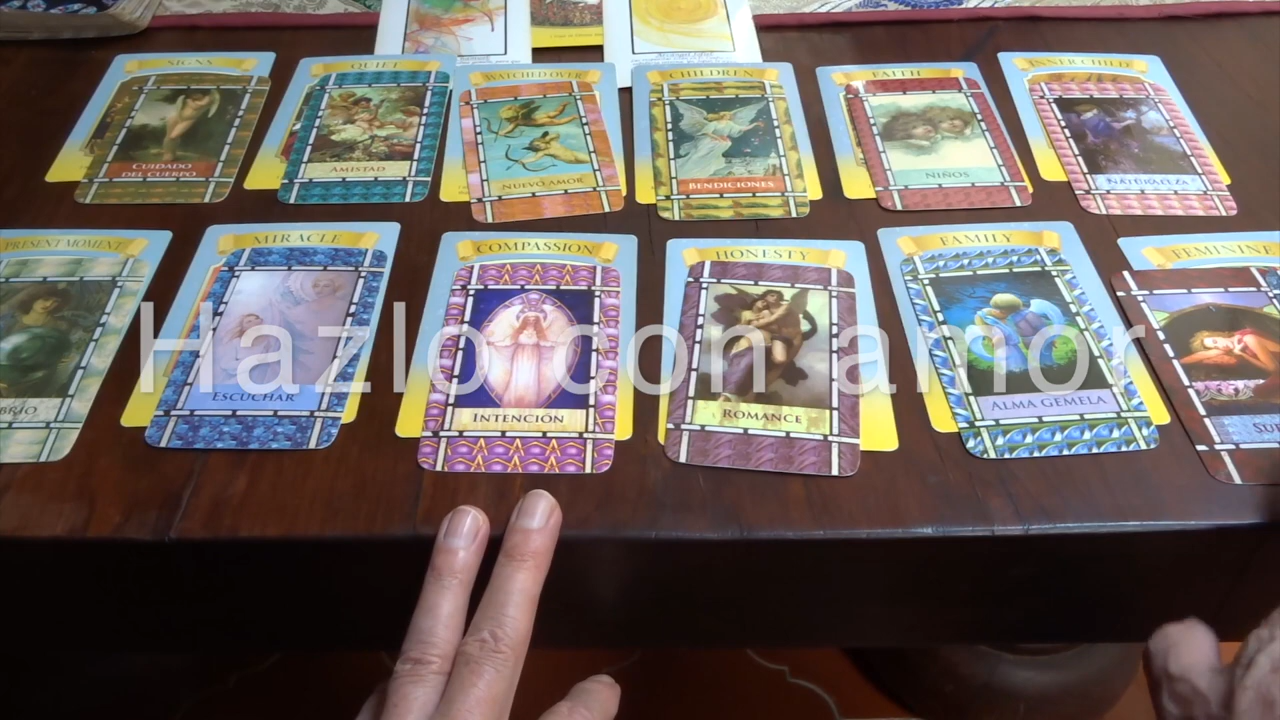 SIGNS
CUIDADO
DEL CUERPO
QUIET
AMISTAD
WATCHED OVER
NUEVO AMOR
CHILDREN
BENDICIONES
FAITH
NIÑOS
INNER CHILD
NATURALEZA
PRESENT MOMENT
BRIO
MIRACLE
ESCUCHAR
COMPASSION
INTENCIÓN
HONESTY
ROMANCE
FAMILY
ALMA GEMELA
FEMININE
Hazlo con amor